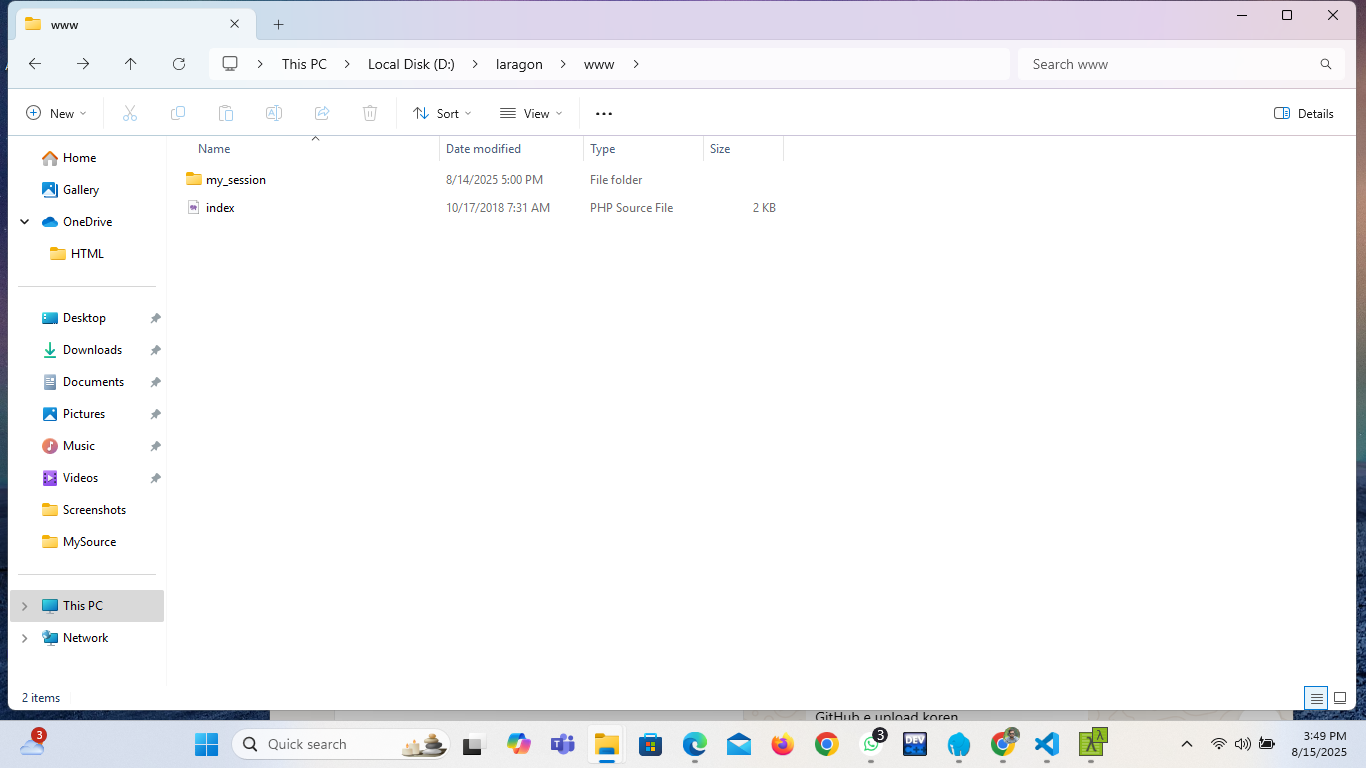 www
This PC
Local Disk (D:)
laragon
www
Search www
New
Sort
View
Details
Name
Date modified
Type
Size
my_session
8/14/2025 5:00 PM
File folder
index
10/17/2018 7:31 AM
PHP Source File
2 KB
Home
Gallery
OneDrive
HTML
Desktop
Downloads
Documents
Pictures
Music
Videos
Screenshots
MySource
This PC
Network
2 items
GitHub e upload koren
3
Quick search
DEV
3
3:49 PM
8/15/2025